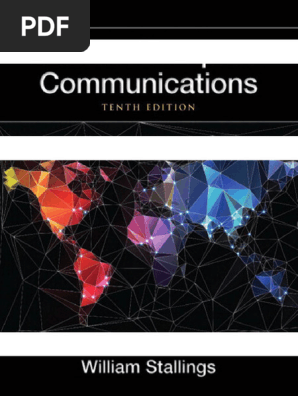 PDF
Communications
TENTH EDITION
William Stallings